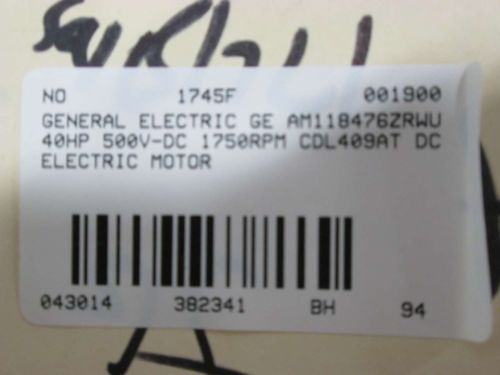 NO 1745F 001900
GENERAL ELECTRIC GE AM118476ZRWU
40HP 500V-DC 1750RPM CDL409AT DC
ELECTRIC MOTOR
043014 382341 BH 94